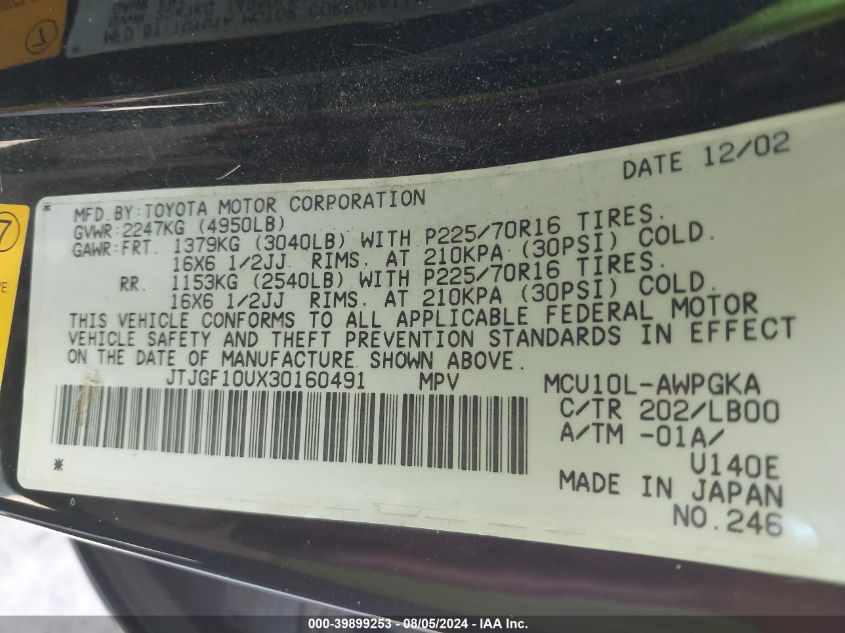 DATE 12/02
MFD.BY:TOYOTA MOTOR CORPORATION
GVWR:2247KG (4950LB)
GAWR:FRT. 1379KG (3040LB) WITH P225/70R16 TIRES.
16X6 1/2JJ RIMS. AT 210KPA (30PSI) COLD.
RR. 1153KG (2540LB) WITH P225/70R16 TIRES.
16X6 1/2JJ RIMS. AT 210KPA (30PSI) COLD.
THIS VEHICLE CONFORMS TO ALL APPLICABLE FEDERAL MOTOR
VEHICLE SAFETY AND THEFT PREVENTION STANDARDS IN EFFECT
ON THE DATE OF MANUFACTURE SHOWN ABOVE.
JTJGF10UX30160491 MPV MCU10L-AWPGKA
C/TR 202/LB00
A/TM -01A/
U140E
MADE IN JAPAN
NO.246
7
000-39899253 - 08/05/2024 - IAA Inc.